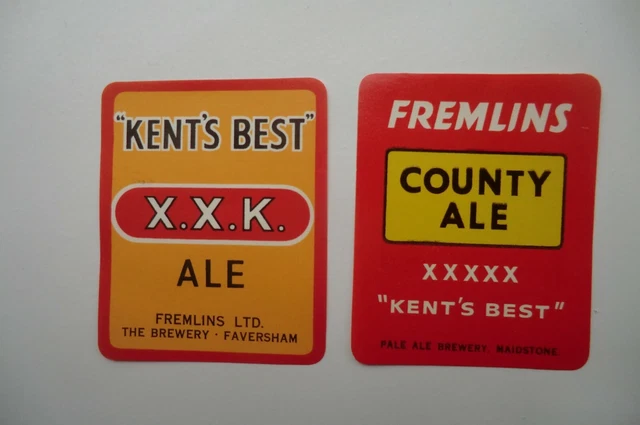 "KENT'S BEST"
X.X.K.
ALE
FREMLINS LTD.
THE BREWERY · FAVERSHAM
FREMLINS
COUNTY
ALE
XXXXX
"KENT'S BEST"
PALE ALE BREWERY, MAIDSTONE